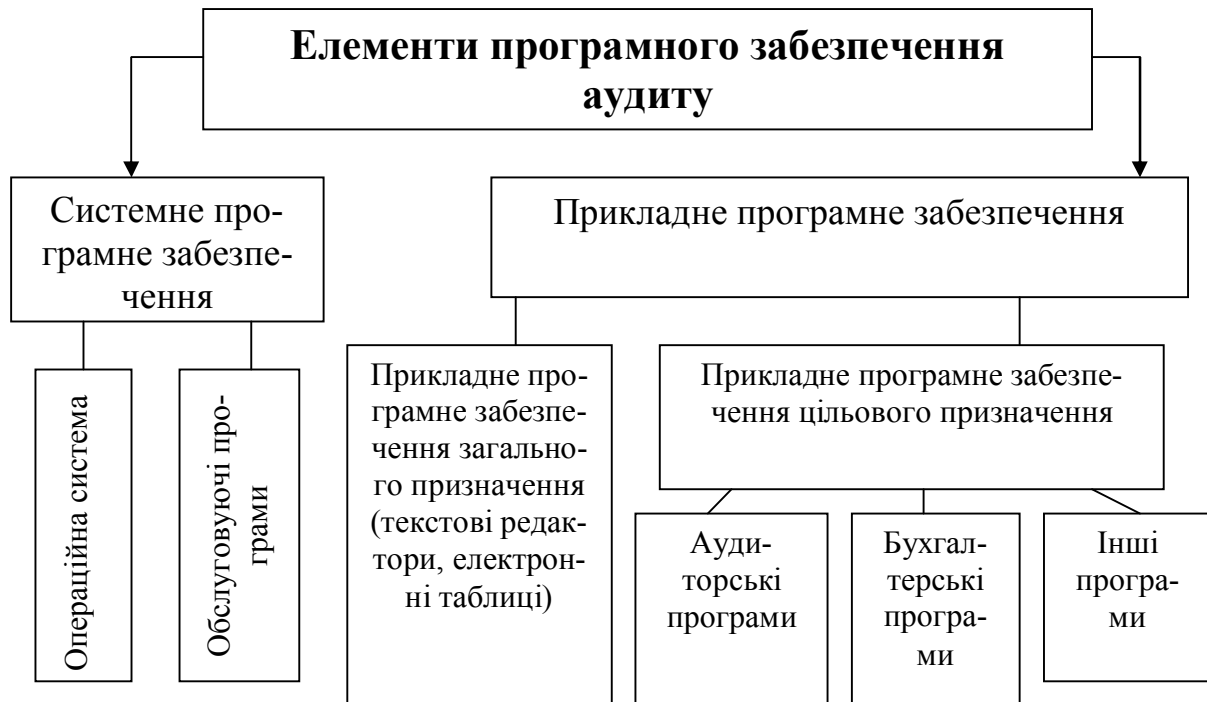 Елементи програмного забезпечення
аудиту
Системне про-
грамне забезпе-
чення
Прикладне програмне забезпечення
Операційна система
Обслуговуючі про-
грами
Прикладне про-
грамне забезпе-
чення загально-
го призначення
(текстові редак-
тори, електрон-
ні таблиці)
Прикладне програмне забезпе-
чення цільового призначення
Ауди-
торські
програми
Бухгал-
терські
програ-
ми
Інші
програ-
ми